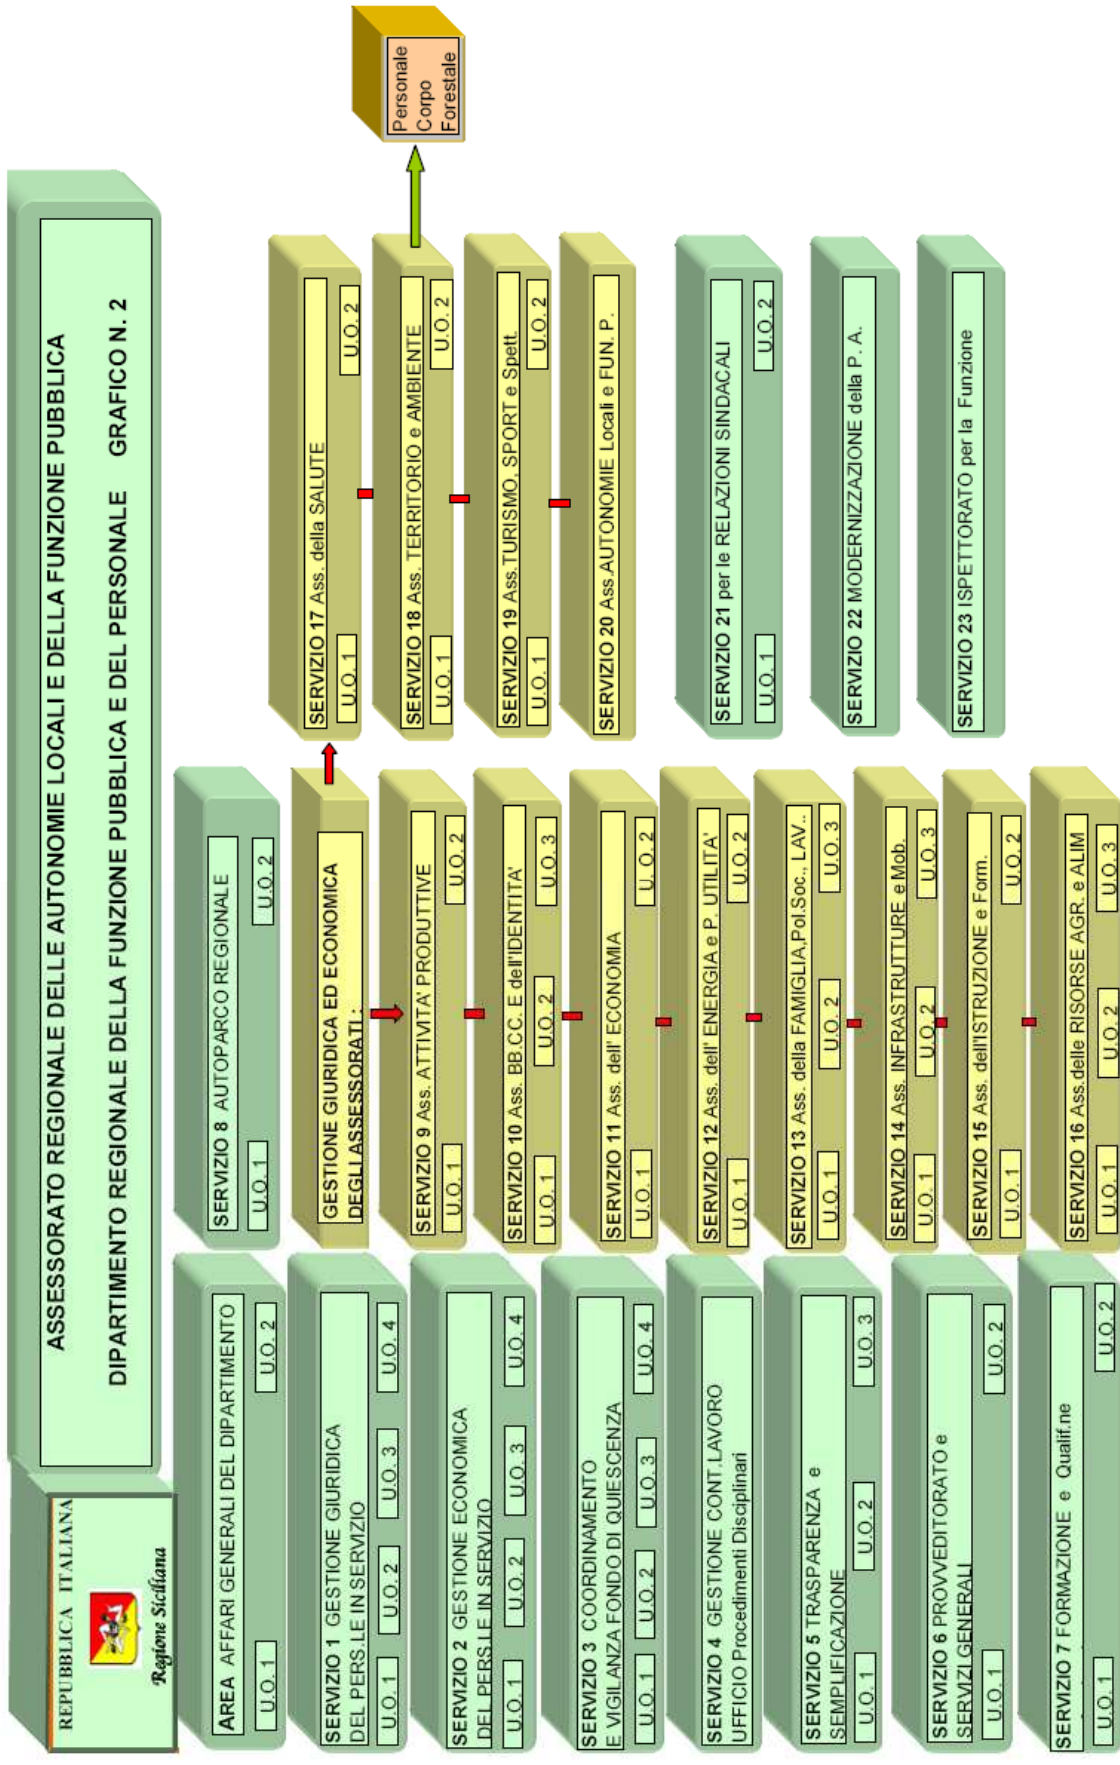 REPUBBLICA ITALIANA
Regione Siciliana
ASSESSORATO REGIONALE DELLE AUTONOMIE LOCALI E DELLA FUNZIONE PUBBLICA
DIPARTIMENTO REGIONALE DELLA FUNZIONE PUBBLICA E DEL PERSONALE GRAFICO N. 2
AREA AFFARI GENERALI DEL DIPARTIMENTO
U.O. 1 U.O. 2
SERVIZIO 1 GESTIONE GIURIDICA
DEL PERS.LE IN SERVIZIO
U.O. 1 U.O. 2 U.O. 3 U.O. 4
SERVIZIO 2 GESTIONE ECONOMICA
DEL PERS.LE IN SERVIZIO
U.O. 1 U.O. 2 U.O. 3 U.O. 4
SERVIZIO 3 COORDINAMENTO
E VIGILANZA FONDO DI QUIESCENZA
U.O. 1 U.O. 2 U.O. 3 U.O. 4
SERVIZIO 4 GESTIONE CONT.LAVORO
UFFICIO Procedimenti Disciplinari
SERVIZIO 5 TRASPARENZA e
SEMPLIFICAZIONE
U.O. 1 U.O. 2 U.O. 3
SERVIZIO 6 PROVVEDITORATO e
SERVIZI GENERALI
U.O. 1 U.O. 2
SERVIZIO 7 FORMAZIONE e Qualif.ne
U.O. 1 U.O. 2
SERVIZIO 8 AUTOPARCO REGIONALE
U.O. 1 U.O. 2
GESTIONE GIURIDICA ED ECONOMICA
DEGLI ASSESSORATI :
SERVIZIO 9 Ass. ATTIVITA' PRODUTTIVE
U.O. 1 U.O. 2
SERVIZIO 10 Ass. BB.CC. E dell'IDENTITA'
U.O. 1 U.O. 2 U.O. 3
SERVIZIO 11 Ass. dell' ECONOMIA
U.O. 1 U.O. 2
SERVIZIO 12 Ass. dell' ENERGIA e P. UTILITA'
U.O. 1 U.O. 2
SERVIZIO 13 Ass. della FAMIGLIA,Pol.Soc., LAV..
U.O. 1 U.O. 2 U.O. 3
SERVIZIO 14 Ass. INFRASTRUTTURE e Mob.
U.O. 1 U.O. 2 U.O. 3
SERVIZIO 15 Ass. dell'ISTRUZIONE e Form.
U.O. 1 U.O. 2
SERVIZIO 16 Ass.delle RISORSE AGR. e ALIM
U.O. 1 U.O. 2 U.O. 3
SERVIZIO 17 Ass. della SALUTE
U.O. 1 U.O. 2
SERVIZIO 18 Ass. TERRITORIO e AMBIENTE
U.O. 1 U.O. 2
Personale
Corpo
Forestale
SERVIZIO 19 Ass.TURISMO, SPORT e Spett.
U.O. 1 U.O. 2
SERVIZIO 20 Ass.AUTONOMIE Locali e FUN. P.
SERVIZIO 21 per le RELAZIONI SINDACALI
U.O. 1 U.O. 2
SERVIZIO 22 MODERNIZZAZIONE della P. A.
SERVIZIO 23 ISPETTORATO per la Funzione